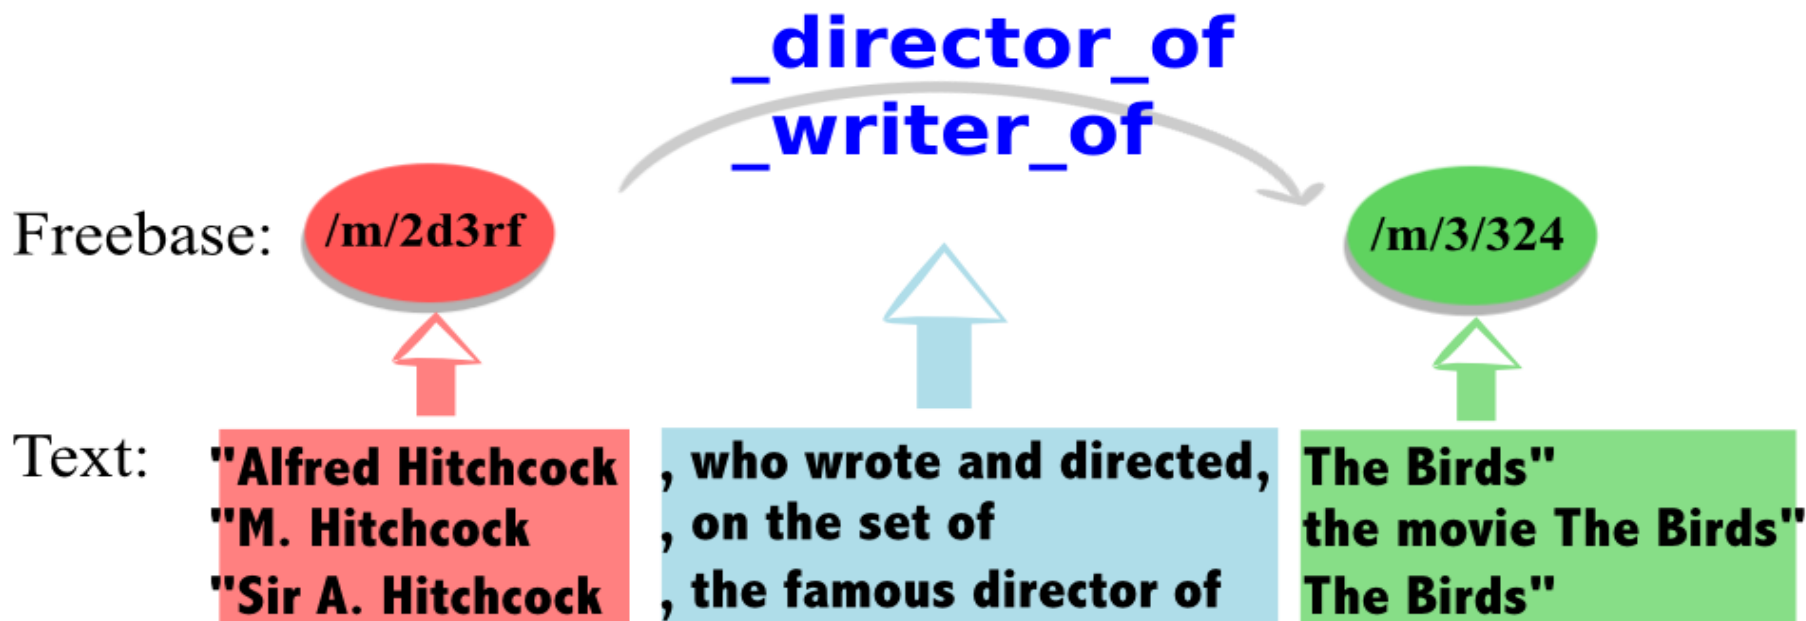 _director_of
_writer_of
Freebase: /m/2d3rf /m/3/324
Text: "Alfred Hitchcock , who wrote and directed, The Birds"
"M. Hitchcock , on the set of the movie The Birds"
"Sir A. Hitchcock , the famous director of The Birds"